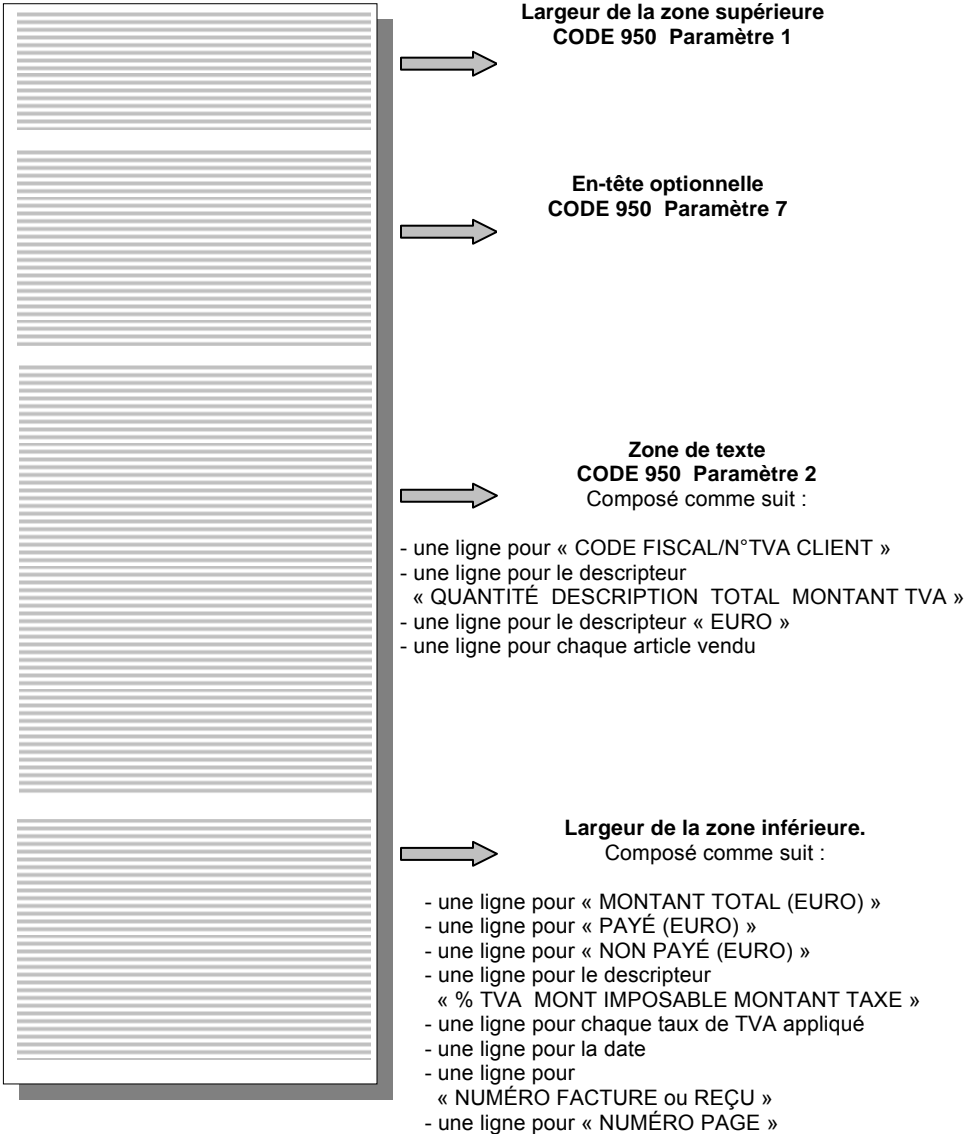 Largeur de la zone supérieure
CODE 950  Paramètre 1
En-tête optionnelle
CODE 950  Paramètre 7
Zone de texte
CODE 950  Paramètre 2
Composé comme suit :
- une ligne pour « CODE FISCAL/N°TVA CLIENT »
- une ligne pour le descripteur
« QUANTITÉ  DESCRIPTION  TOTAL  MONTANT TVA »
- une ligne pour le descripteur « EURO »
- une ligne pour chaque article vendu
Largeur de la zone inférieure.
Composé comme suit :
- une ligne pour « MONTANT TOTAL (EURO) »
- une ligne pour « PAYÉ (EURO) »
- une ligne pour « NON PAYÉ (EURO) »
- une ligne pour le descripteur
« % TVA  MONT IMPOSABLE MONTANT TAXE »
- une ligne pour chaque taux de TVA appliqué
- une ligne pour la date
- une ligne pour
« NUMÉRO FACTURE ou REÇU »
- une ligne pour « NUMÉRO PAGE »